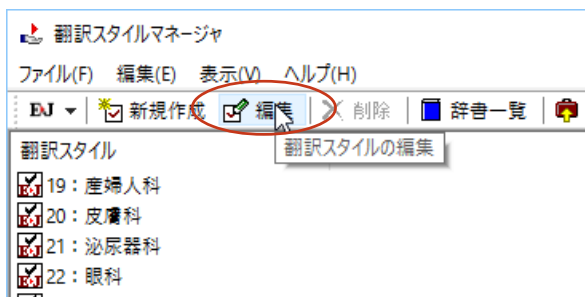 翻訳スタイルマネージャ
ファイル(F) 編集(E) 表示(V) ヘルプ(H)
EJ 新規作成 編集 削除 辞書一覧
翻訳スタイルの編集
翻訳スタイル
19：産婦人科
20：皮膚科
21：泌尿器科
22：眼科